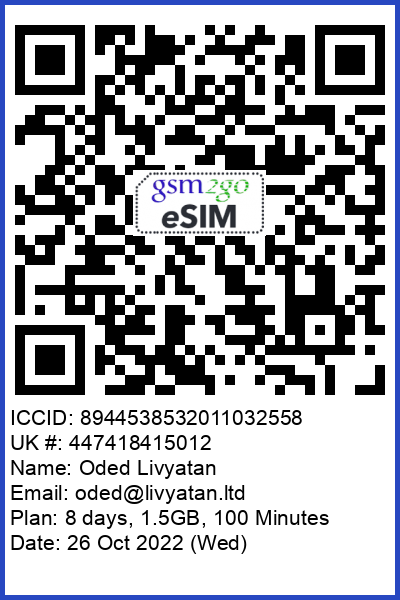 gsm2go
eSIM
ICCID: 8944538532011032558
UK #: 447418415012
Name: Oded Livyatan
Email: oded@livyatan.ltd
Plan: 8 days, 1.5GB, 100 Minutes
Date: 26 Oct 2022 (Wed)